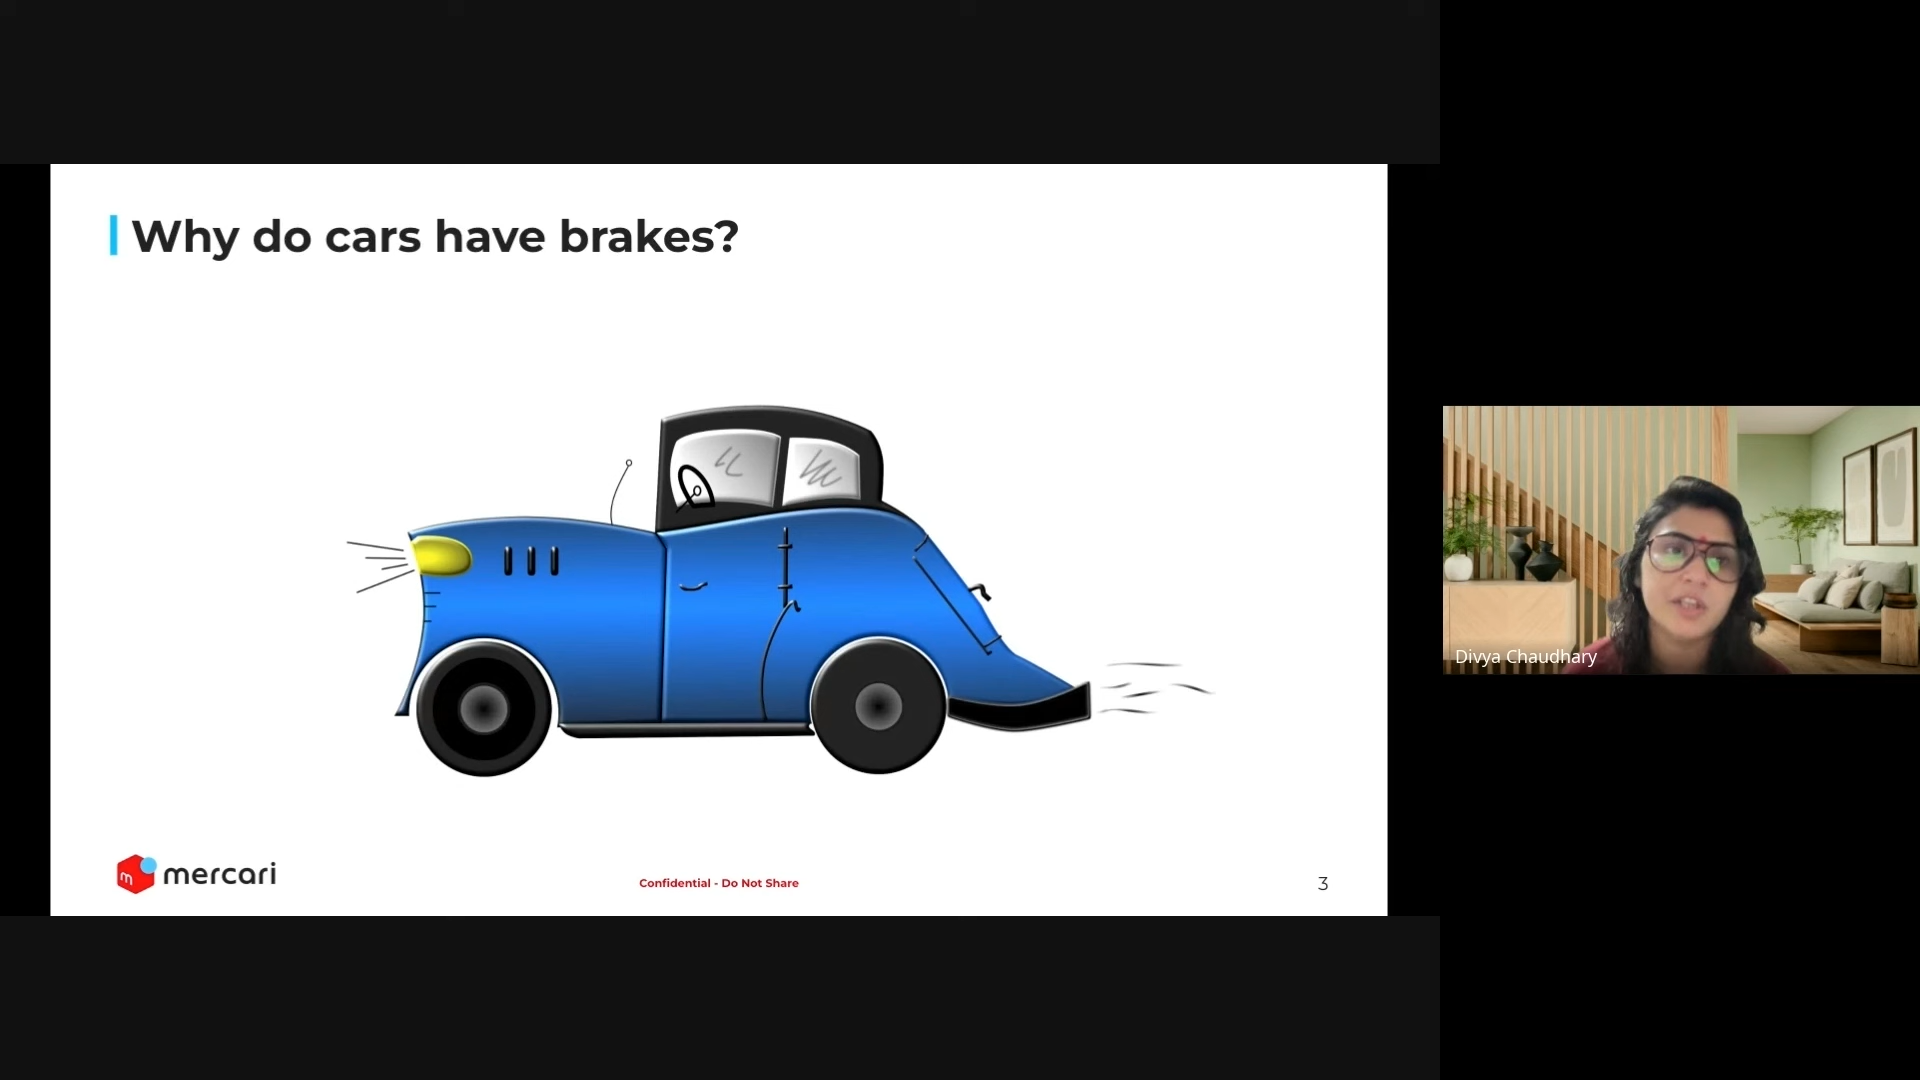 Why do cars have brakes?
Divya Chaudhary
m mercari
Confidential - Do Not Share
3